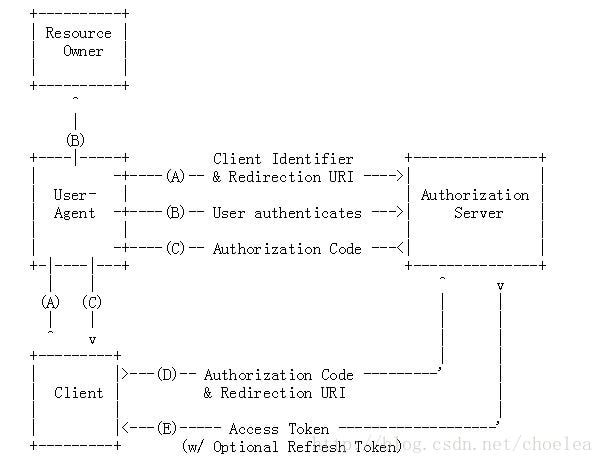 Resource
Owner
(B)
Client Identifier
(A) & Redirection URI
User-
Agent
Authorization
Server
(B) User authenticates
(C) Authorization Code
(A) (C)
Client
(D) Authorization Code
& Redirection URI
(E) Access Token
(w/ Optional Refresh Token)
http://blog.csdn.net/choelea